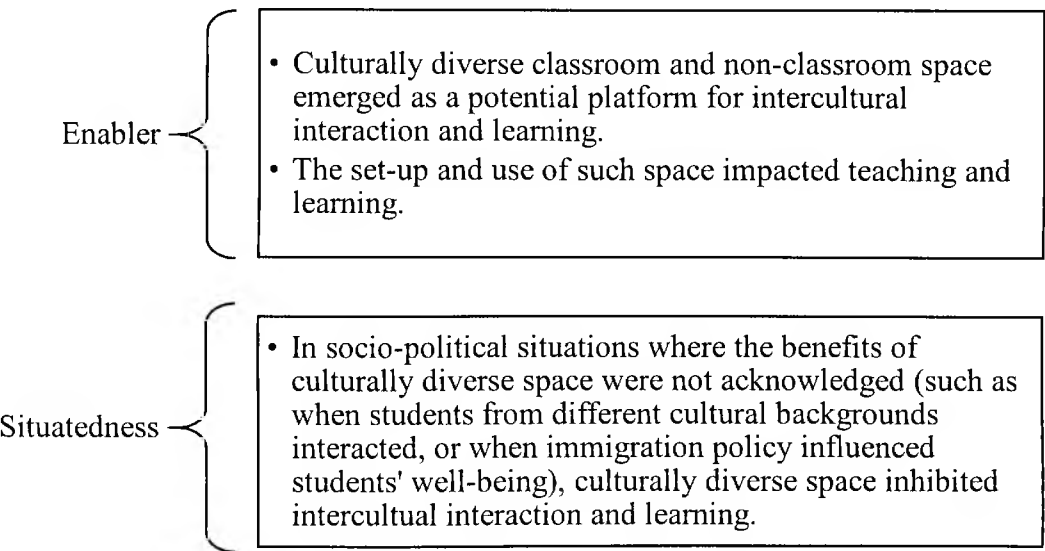 • Culturally diverse classroom and non-classroom space
emerged as a potential platform for intercultural
interaction and learning.
Enabler
• The set-up and use of such space impacted teaching and
learning.
• In socio-political situations where the benefits of
culturally diverse space were not acknowledged (such as
when students from different cultural backgrounds
Situatedness
interacted, or when immigration policy influenced
students' well-being), culturally diverse space inhibited
intercultual interaction and learning.